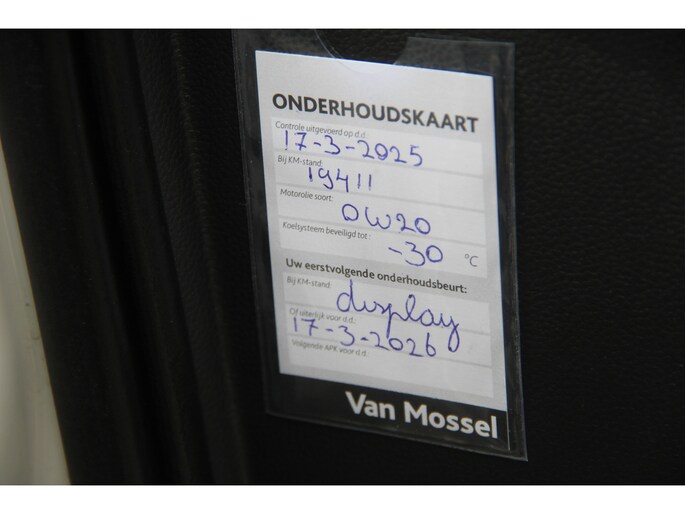 ONDERHOUDSKAART
Controle uitgevoerd op d.d.:
17-3-2025
Bij KM-stand:
19411
Motorolie soort:
0W20
Koelsysteem beveiligd tot:
-30 °C
Uw eerstvolgende onderhoudsbeurt:
Bij KM-stand:
display
Of uiterlijk voor d.d.:
17-3-2026
Volgende APK voor d.d.
Van Mossel